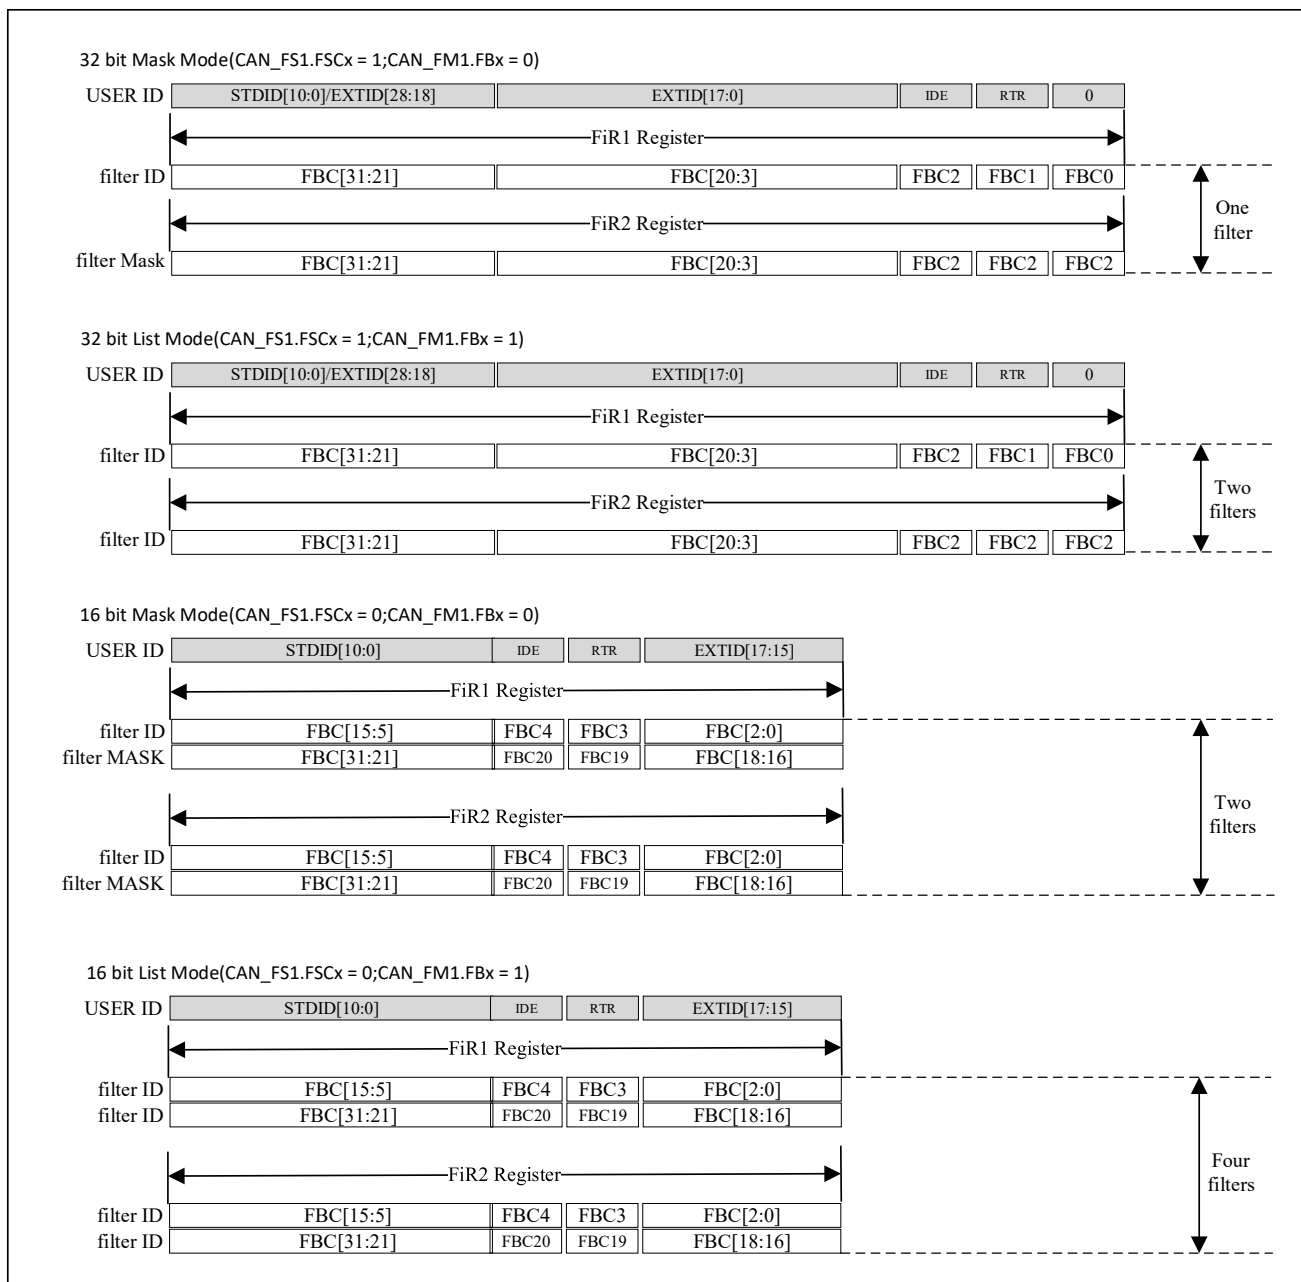 32 bit Mask Mode(CAN_FS1.FSCx = 1;CAN_FM1.FBx = 0)
USER ID STDID[10:0]/EXTID[28:18] EXTID[17:0] IDE RTR 0
FiR1 Register
filter ID FBC[31:21] FBC[20:3] FBC2 FBC1 FBC0
FiR2 Register
filter Mask FBC[31:21] FBC[20:3] FBC2 FBC2 FBC2
One
filter
32 bit List Mode(CAN_FS1.FSCx = 1;CAN_FM1.FBx = 1)
USER ID STDID[10:0]/EXTID[28:18] EXTID[17:0] IDE RTR 0
FiR1 Register
filter ID FBC[31:21] FBC[20:3] FBC2 FBC1 FBC0
FiR2 Register
filter ID FBC[31:21] FBC[20:3] FBC2 FBC2 FBC2
Two
filters
16 bit Mask Mode(CAN_FS1.FSCx = 0;CAN_FM1.FBx = 0)
USER ID STDID[10:0] IDE RTR EXTID[17:15]
FiR1 Register
filter ID FBC[15:5] FBC4 FBC3 FBC[2:0]
filter MASK FBC[31:21] FBC20 FBC19 FBC[18:16]
FiR2 Register
filter ID FBC[15:5] FBC4 FBC3 FBC[2:0]
filter MASK FBC[31:21] FBC20 FBC19 FBC[18:16]
Two
filters
16 bit List Mode(CAN_FS1.FSCx = 0;CAN_FM1.FBx = 1)
USER ID STDID[10:0] IDE RTR EXTID[17:15]
FiR1 Register
filter ID FBC[15:5] FBC4 FBC3 FBC[2:0]
filter ID FBC[31:21] FBC20 FBC19 FBC[18:16]
FiR2 Register
filter ID FBC[15:5] FBC4 FBC3 FBC[2:0]
filter ID FBC[31:21] FBC20 FBC19 FBC[18:16]
Four
filters